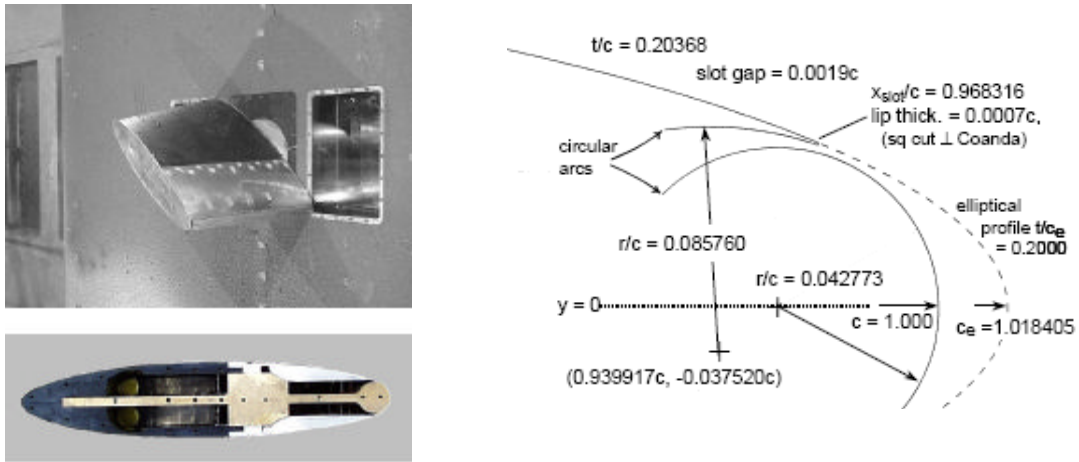 t/c = 0.20368
slot gap = 0.0019c
x_slot/c = 0.968316
lip thick. = 0.0007c,
(sq cut ⊥ Coanda)
circular
arcs
elliptical
profile t/c_e
= 0.2000
r/c = 0.085760
r/c = 0.042773
y = 0
c = 1.000
c_e =1.018405
(0.939917c, -0.037520c)